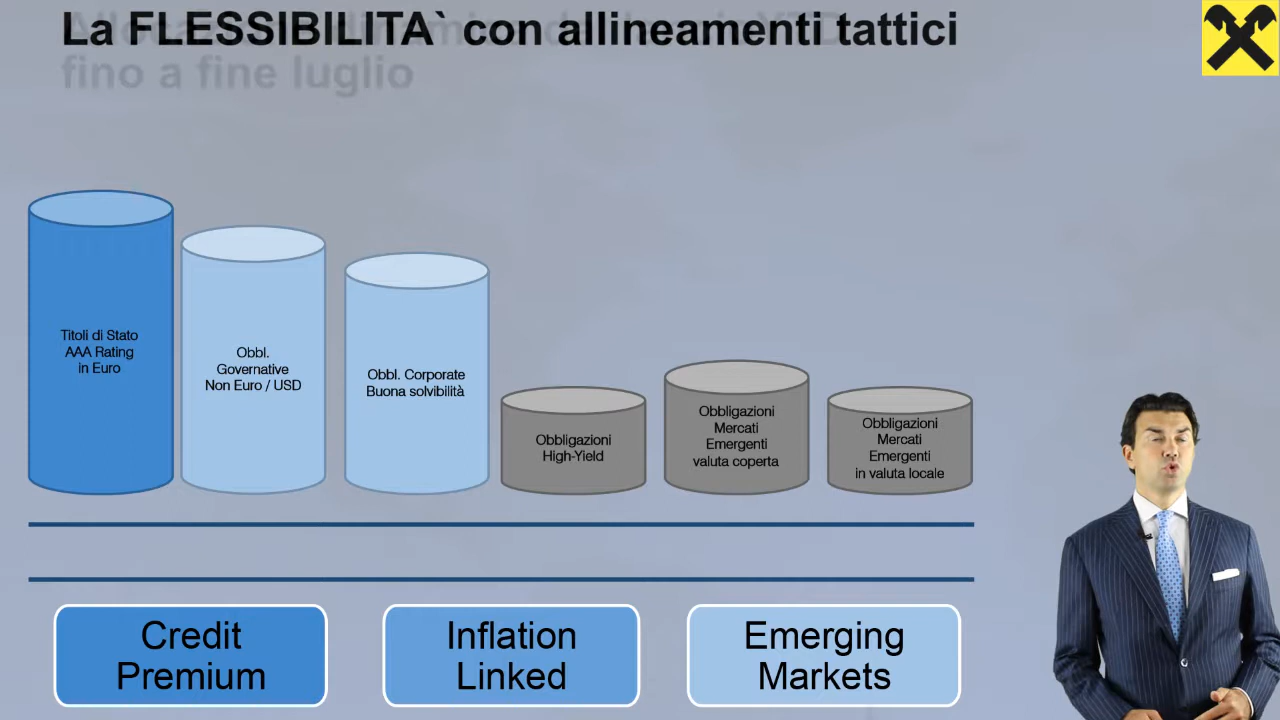 La FLESSIBILITA` con allineamenti tattici
fino a fine luglio
Titoli di Stato
AAA Rating
in Euro
Obbl.
Governative
Non Euro / USD
Obbl. Corporate
Buona solvibilità
Obbligazioni
High-Yield
Obbligazioni
Mercati
Emergenti
valuta coperta
Obbligazioni
Mercati
Emergenti
in valuta locale
Credit
Premium
Inflation
Linked
Emerging
Markets